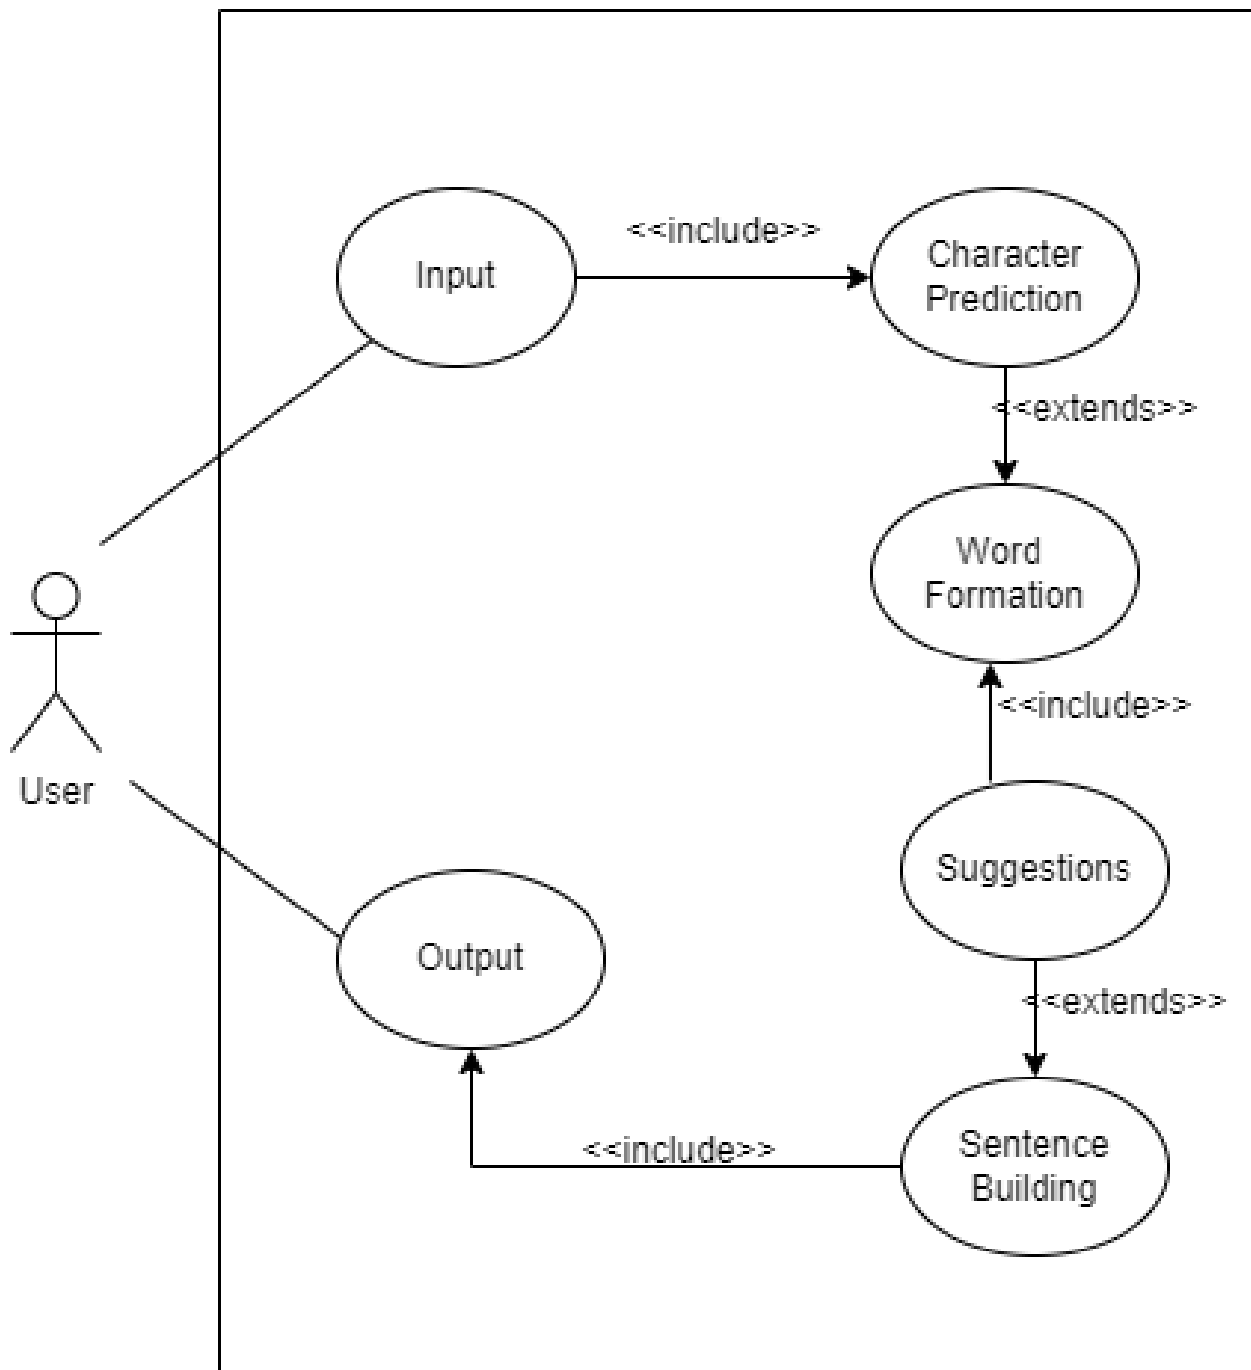 <<include>>
Input
Character
Prediction
<<extends>>
Word
Formation
<<include>>
User
Suggestions
Output
<<extends>>
<<include>>
Sentence
Building